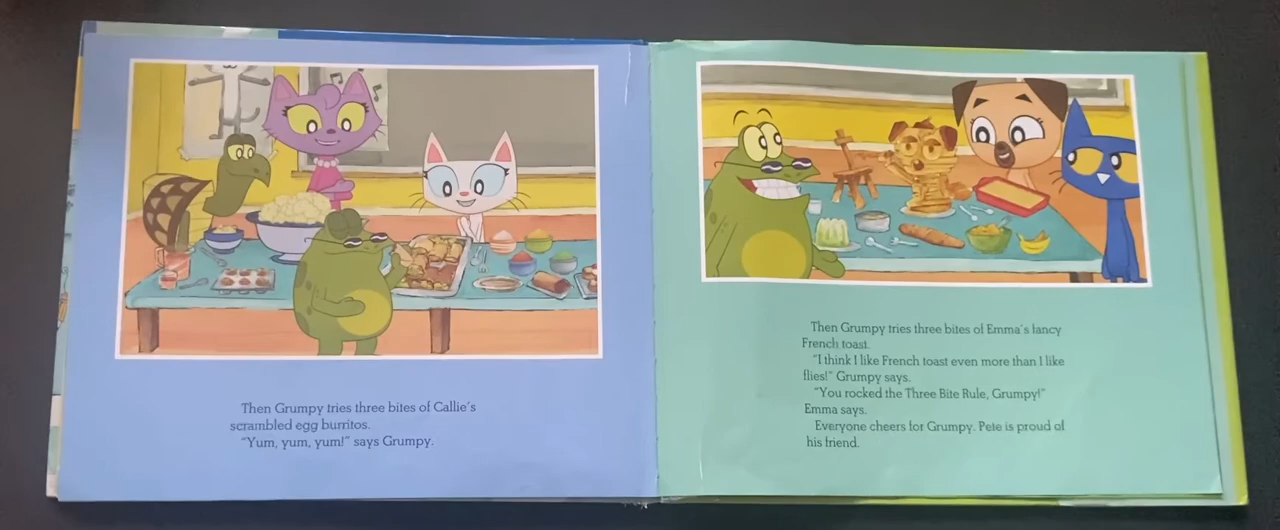 Then Grumpy tries three bites of Callie's
scrambled egg burritos.
"Yum, yum, yum!" says Grumpy.
Then Grumpy tries three bites of Emma's fancy
French toast.
"I think I like French toast even more than I like
flies!" Grumpy says.
"You rocked the Three Bite Rule, Grumpy!"
Emma says.
Everyone cheers for Grumpy. Pete is proud of
his friend.